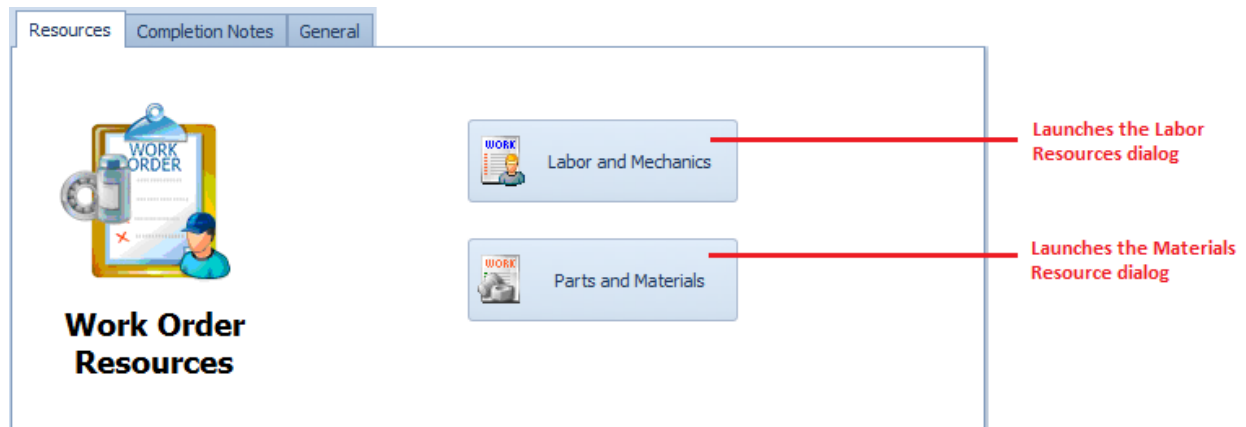 Resources Completion Notes General
WORK
ORDER
Work Order
Resources
WORK
Labor and Mechanics
Launches the Labor
Resources dialog
WORK
Parts and Materials
Launches the Materials
Resource dialog